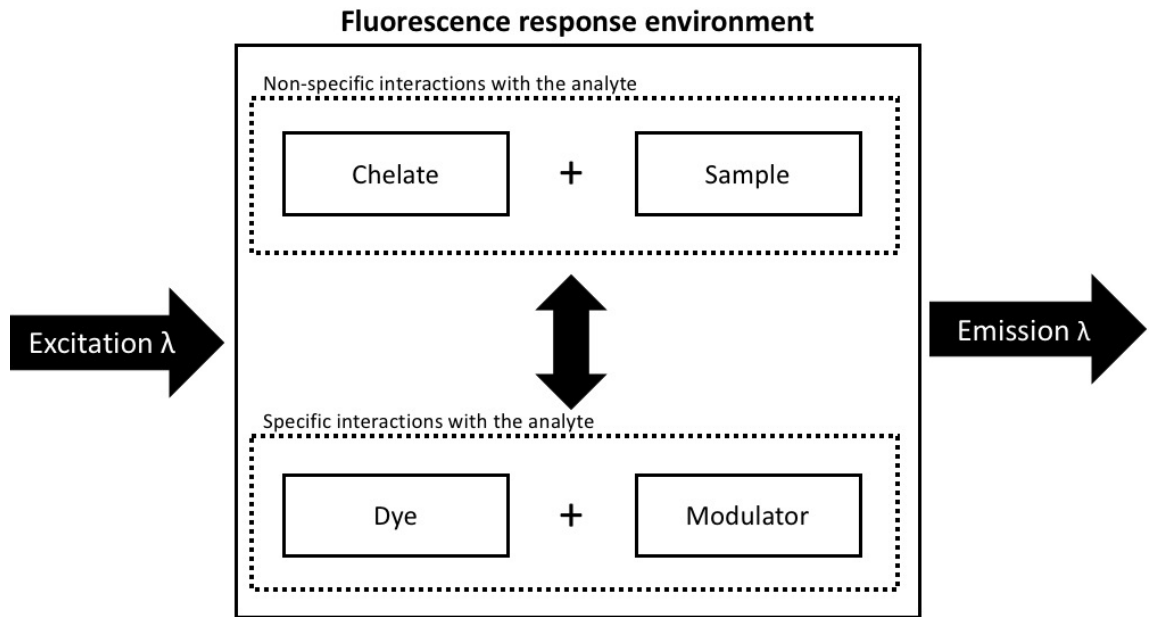 Fluorescence response environment
Non-specific interactions with the analyte
Chelate
+
Sample
Excitation λ
Emission λ
Specific interactions with the analyte
Dye
+
Modulator